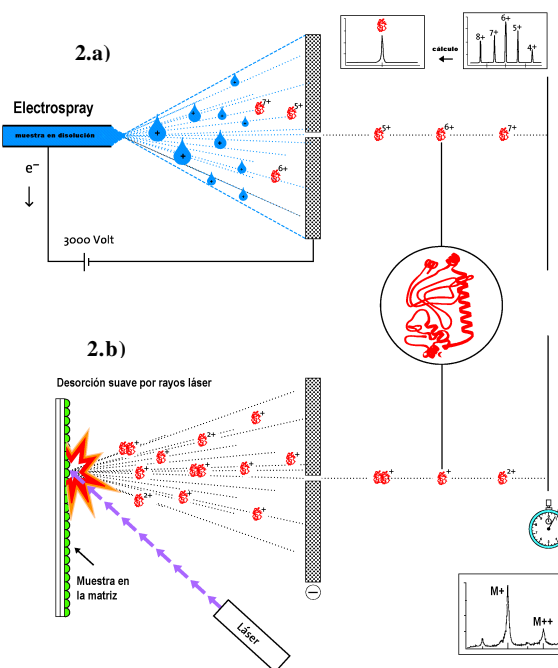 2.a)
8+
7+
6+
5+
4+
cálculo
Electrospray
muestra en disolución
+
+
+
+
+
+
+
+
+
+
7+
5+
6+
5+
6+
7+
e⁻
3000 Volt
2.b)
Desorción suave por rayos láser
+
+
2+
+
+
+
+
+
2+
+
+
+
+
2+
Muestra en
la matriz
Láser
−
M+
M++